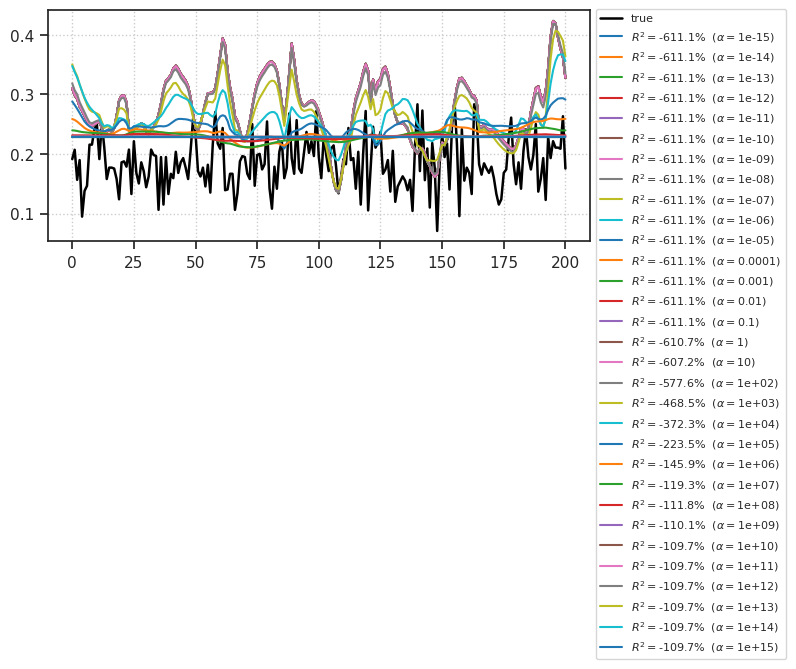 0.4
0.3
0.2
0.1
0 25 50 75 100 125 150 175 200
true
R² = -611.1% (α = 1e-15)
R² = -611.1% (α = 1e-14)
R² = -611.1% (α = 1e-13)
R² = -611.1% (α = 1e-12)
R² = -611.1% (α = 1e-11)
R² = -611.1% (α = 1e-10)
R² = -611.1% (α = 1e-09)
R² = -611.1% (α = 1e-08)
R² = -611.1% (α = 1e-07)
R² = -611.1% (α = 1e-06)
R² = -611.1% (α = 1e-05)
R² = -611.1% (α = 0.0001)
R² = -611.1% (α = 0.001)
R² = -611.1% (α = 0.01)
R² = -611.1% (α = 0.1)
R² = -610.7% (α = 1)
R² = -607.2% (α = 10)
R² = -577.6% (α = 1e+02)
R² = -468.5% (α = 1e+03)
R² = -372.3% (α = 1e+04)
R² = -223.5% (α = 1e+05)
R² = -145.9% (α = 1e+06)
R² = -119.3% (α = 1e+07)
R² = -111.8% (α = 1e+08)
R² = -110.1% (α = 1e+09)
R² = -109.7% (α = 1e+10)
R² = -109.7% (α = 1e+11)
R² = -109.7% (α = 1e+12)
R² = -109.7% (α = 1e+13)
R² = -109.7% (α = 1e+14)
R² = -109.7% (α = 1e+15)